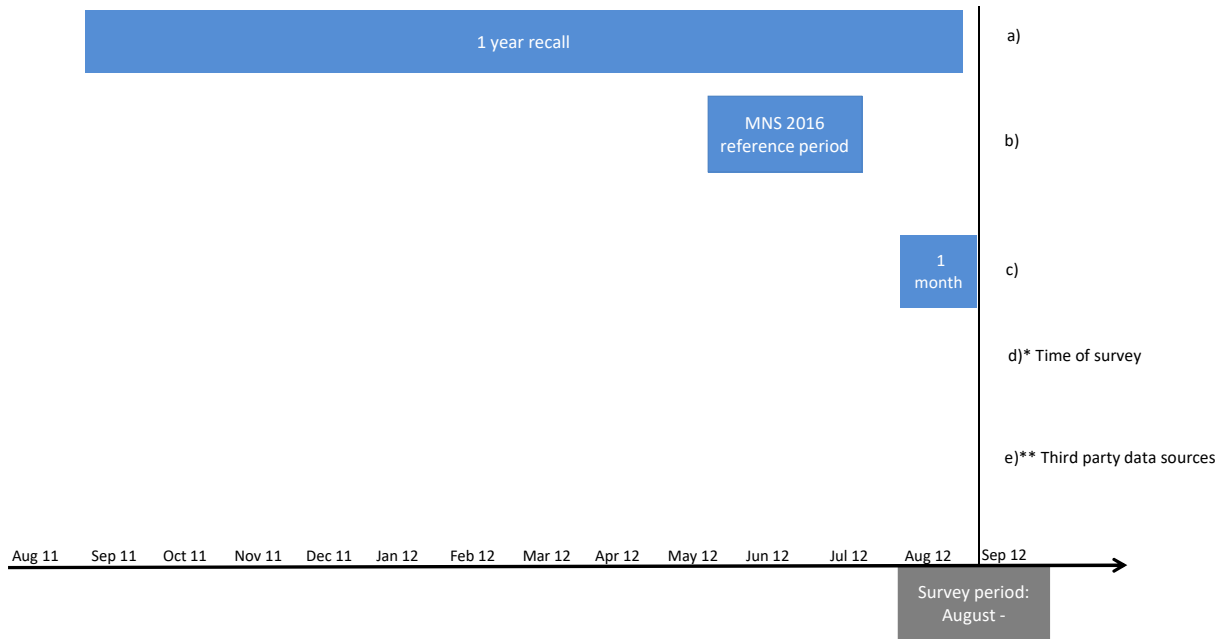 1 year recall
a)
MNS 2016
reference period
b)
1
month
c)
d)* Time of survey
e)** Third party data sources
Aug 11 Sep 11 Oct 11 Nov 11 Dec 11 Jan 12 Feb 12 Mar 12 Apr 12 May 12 Jun 12 Jul 12 Aug 12 Sep 12
Survey period:
August -